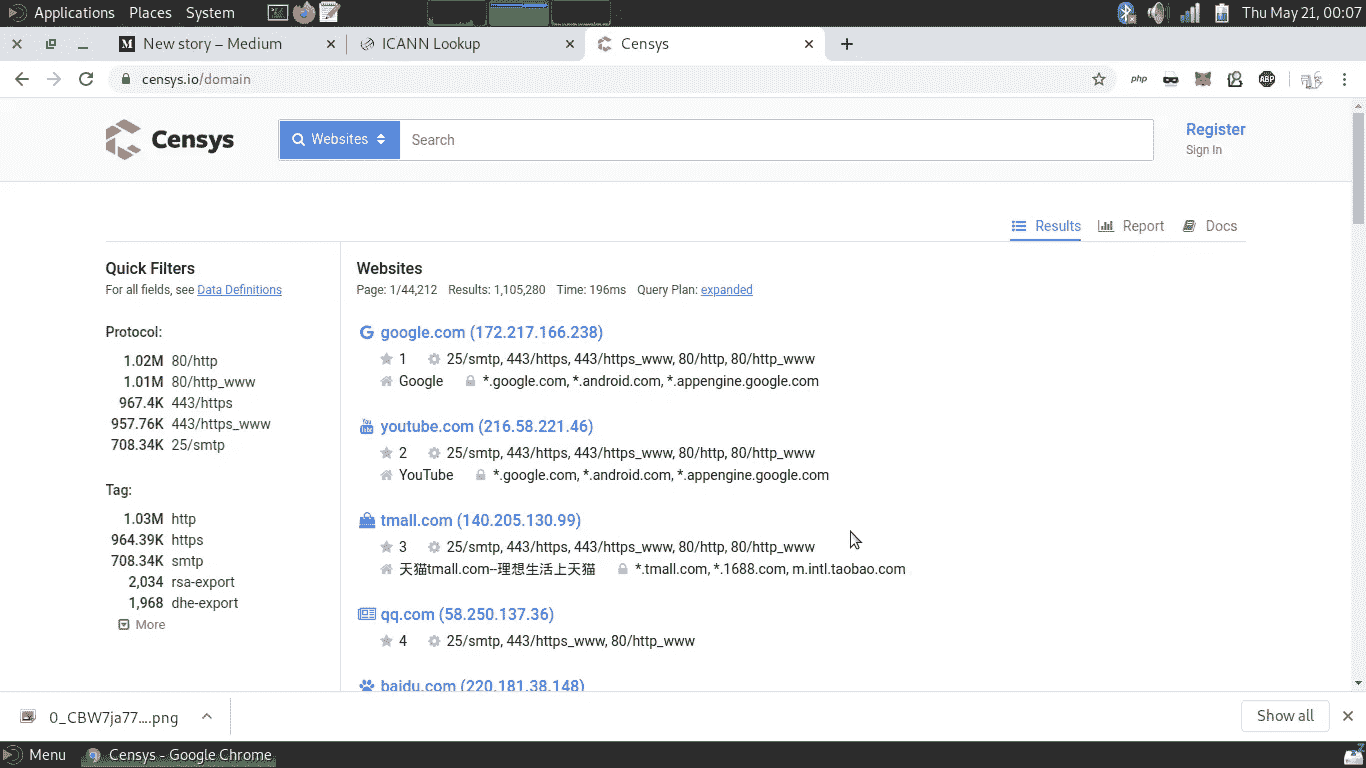 Applications Places System Thu May 21, 00:07
New story – Medium ICANN Lookup Censys
censys.io/domain php ABP
Censys Websites Search Register
Sign In
Results Report Docs
Quick Filters
For all fields, see Data Definitions
Protocol:
1.02M 80/http
1.01M 80/http_www
967.4K 443/https
957.76K 443/https_www
708.34K 25/smtp
Tag:
1.03M http
964.39K https
708.34K smtp
2,034 rsa-export
1,968 dhe-export
More
Websites
Page: 1/44,212 Results: 1,105,280 Time: 196ms Query Plan: expanded
google.com (172.217.166.238)
1 25/smtp, 443/https, 443/https_www, 80/http, 80/http_www
Google *.google.com, *.android.com, *.appengine.google.com
youtube.com (216.58.221.46)
2 25/smtp, 443/https, 443/https_www, 80/http, 80/http_www
YouTube *.google.com, *.android.com, *.appengine.google.com
tmall.com (140.205.130.99)
3 25/smtp, 443/https, 443/https_www, 80/http, 80/http_www
天猫tmall.com--理想生活上天猫 *.tmall.com, *.1688.com, m.intl.taobao.com
qq.com (58.250.137.36)
4 25/smtp, 443/https_www, 80/http_www
baidu.com (220.181.38.148)
0_CBW7ja77....png Show all
Menu Censys - Google Chrome